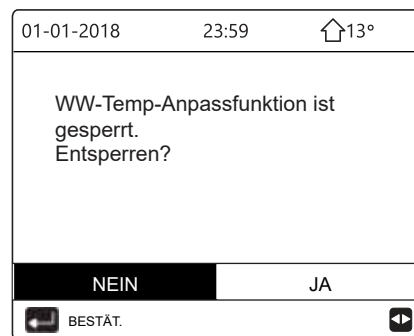 01-01-2018 23:59 13°
WW-Temp-Anpassfunktion ist
gesperrt.
Entsperren?
NEIN JA
BESTÄT.